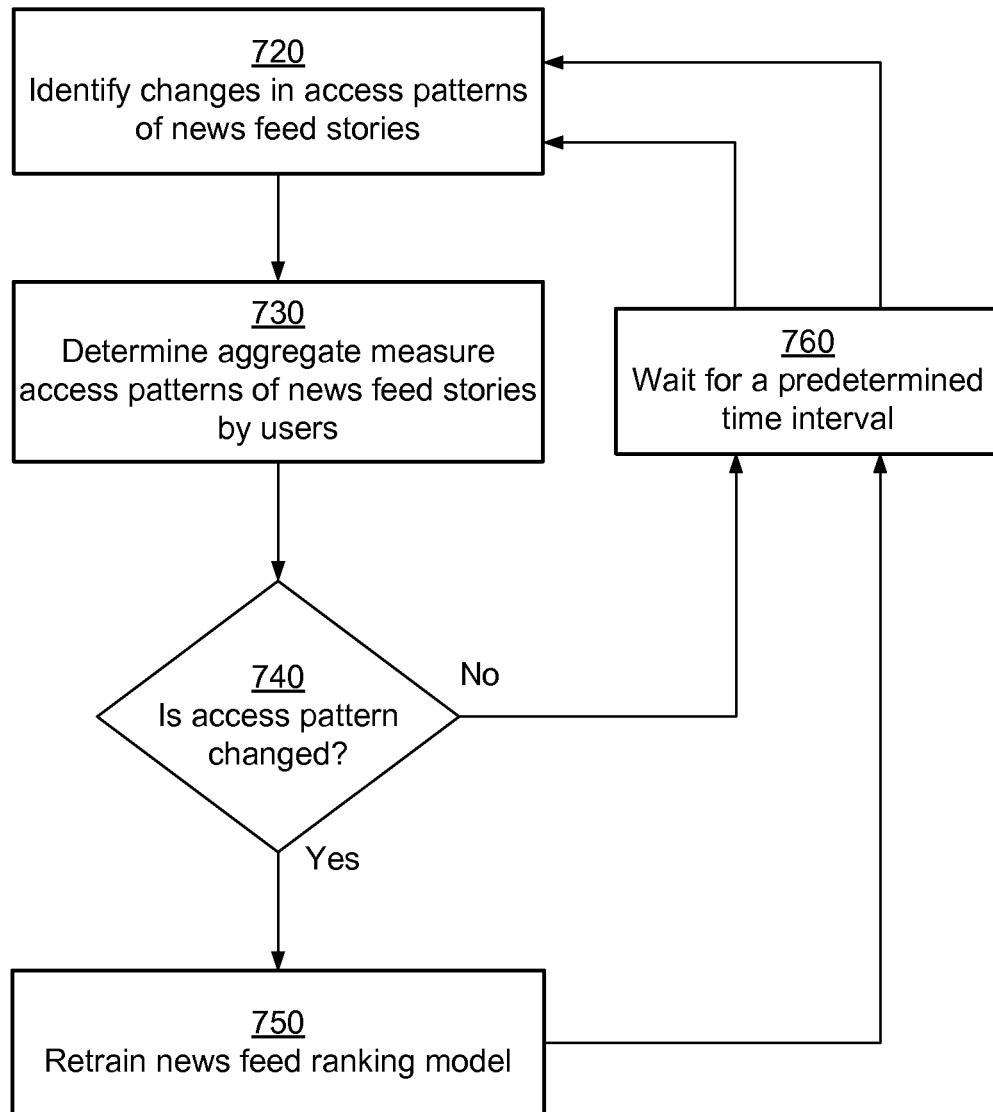 720
Identify changes in access patterns
of news feed stories
730
Determine aggregate measure
access patterns of news feed stories
by users
760
Wait for a predetermined
time interval
740
Is access pattern
changed?
No
Yes
750
Retrain news feed ranking model